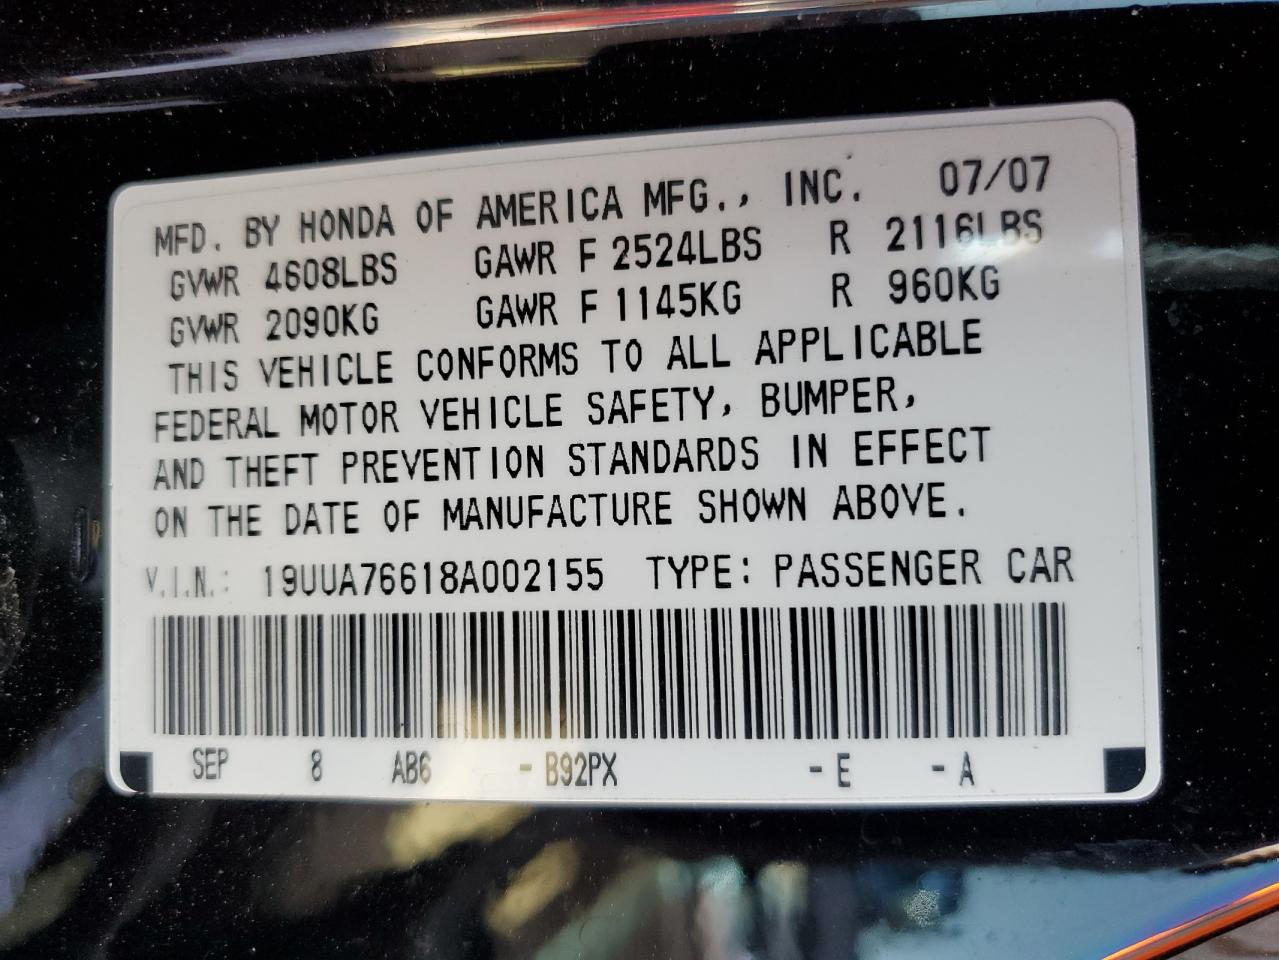 MFD. BY HONDA OF AMERICA MFG., INC. 07/07
GVWR 4608LBS GAWR F 2524LBS R 2116LBS
GVWR 2090KG GAWR F 1145KG R 960KG
THIS VEHICLE CONFORMS TO ALL APPLICABLE
FEDERAL MOTOR VEHICLE SAFETY, BUMPER,
AND THEFT PREVENTION STANDARDS IN EFFECT
ON THE DATE OF MANUFACTURE SHOWN ABOVE.
V.I.N.: 19UUA76618A002155 TYPE: PASSENGER CAR
SEP 8 AB6 - B92PX - E - A